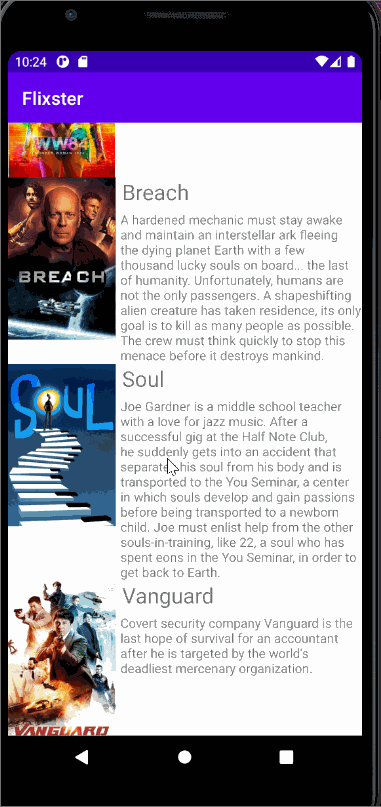 10:24
Flixster
WW84
Breach
A hardened mechanic must stay awake
and maintain an interstellar ark fleeing
the dying planet Earth with a few
thousand lucky souls on board... the last
of humanity. Unfortunately, humans are
not the only passengers. A shapeshifting
alien creature has taken residence, its only
goal is to kill as many people as possible.
The crew must think quickly to stop this
menace before it destroys mankind.
BREACH
Soul
Joe Gardner is a middle school teacher
with a love for jazz music. After a
successful gig at the Half Note Club,
he suddenly gets into an accident that
separates his soul from his body and is
transported to the You Seminar, a center
in which souls develop and gain passions
before being transported to a newborn
child. Joe must enlist help from the other
souls-in-training, like 22, a soul who has
spent eons in the You Seminar, in order to
get back to Earth.
SOUL
Vanguard
Covert security company Vanguard is the
last hope of survival for an accountant
after he is targeted by the world's
deadliest mercenary organization.
VANGUARD